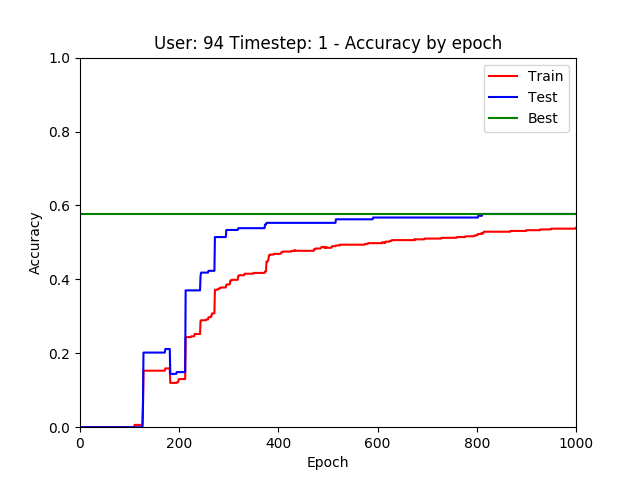 User: 94 Timestep: 1 - Accuracy by epoch
1.0
0.8
0.6
0.4
0.2
0.0
Accuracy
Train
Test
Best
0 200 400 600 800 1000
Epoch